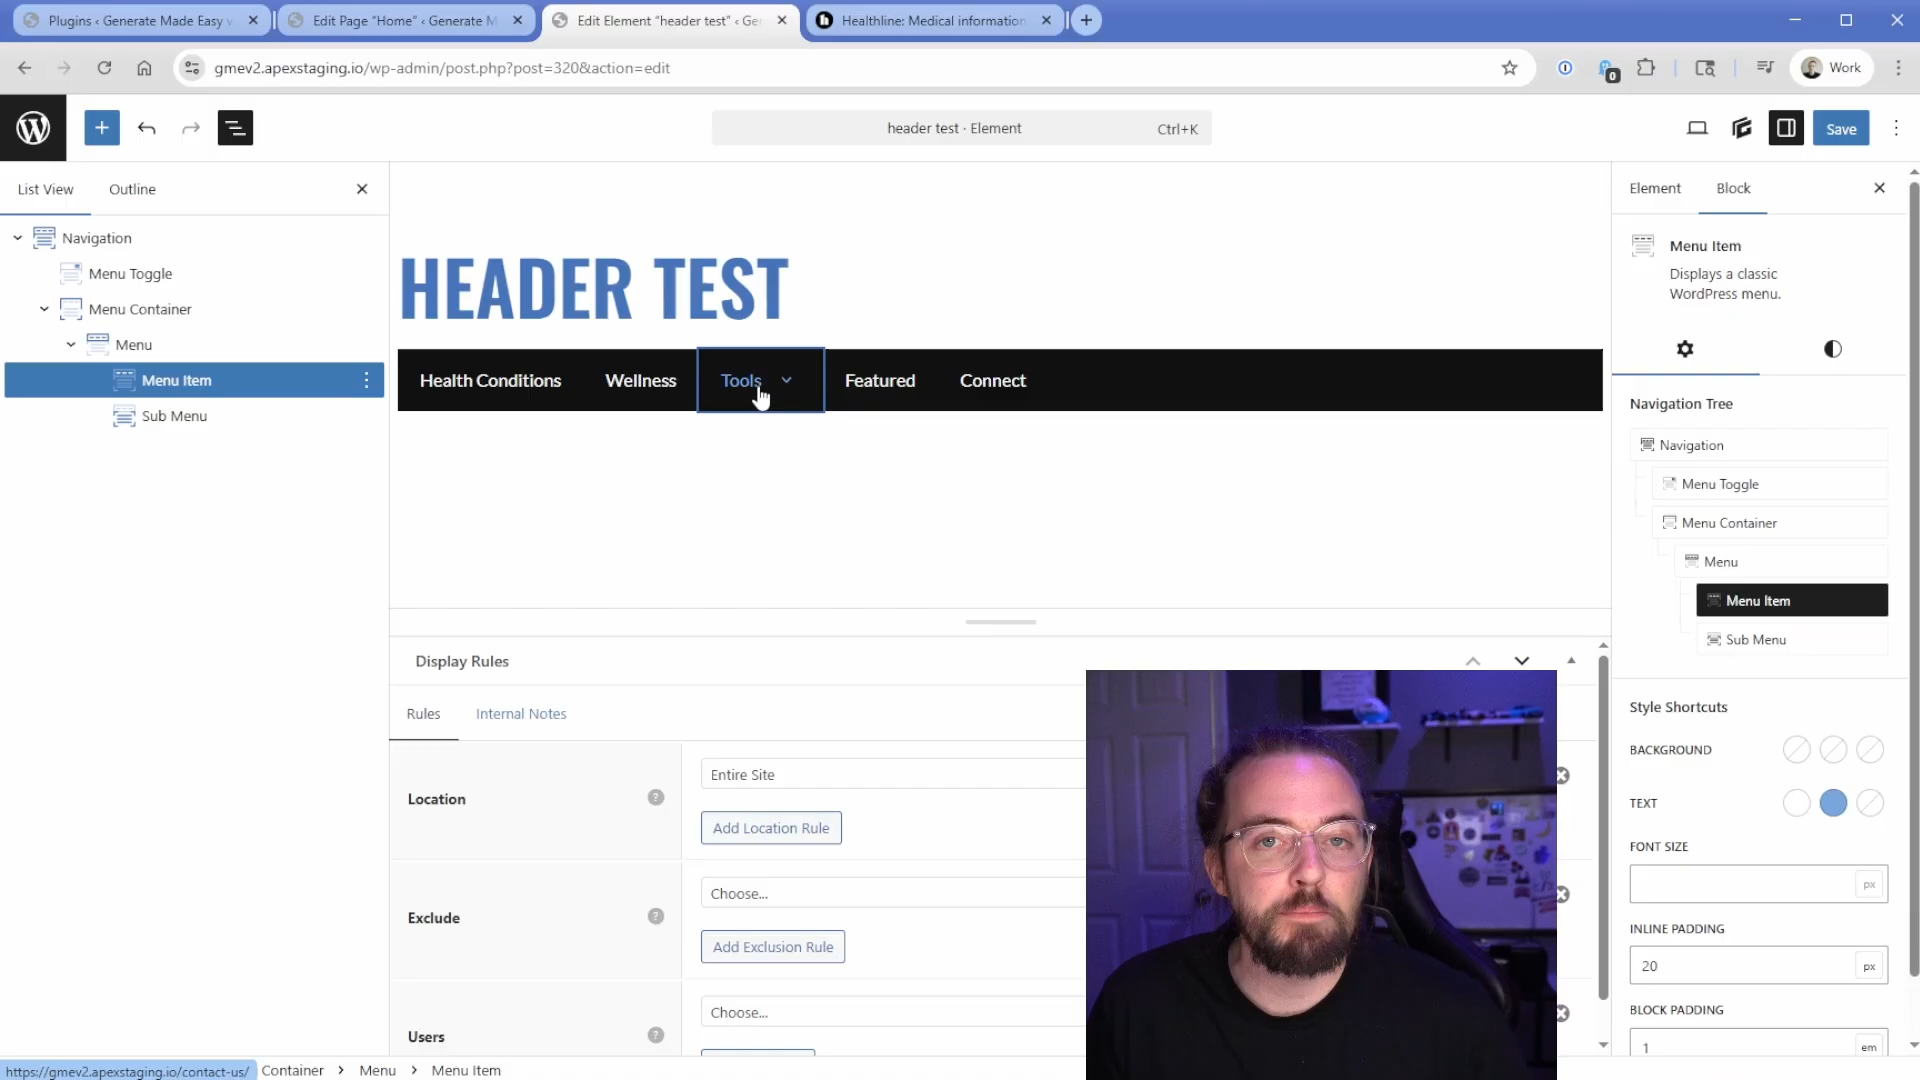 Plugins ‹ Generate Made Easy v
Edit Page “Home” ‹ Generate M
Edit Element “header test” ‹ Ge
Healthline: Medical information
gmev2.apexstaging.io/wp-admin/post.php?post=320&action=edit
0
Work
header test · Element
Ctrl+K
Save
List View
Outline
Navigation
Menu Toggle
Menu Container
Menu
Menu Item
Sub Menu
HEADER TEST
Health Conditions
Wellness
Tools
Featured
Connect
Display Rules
Rules
Internal Notes
Location
Entire Site
Add Location Rule
Exclude
Choose...
Add Exclusion Rule
Users
Choose...
Element
Block
Menu Item
Displays a classic
WordPress menu.
Navigation Tree
Navigation
Menu Toggle
Menu Container
Menu
Menu Item
Sub Menu
Style Shortcuts
BACKGROUND
TEXT
FONT SIZE
px
INLINE PADDING
20
px
BLOCK PADDING
1
em
https://gmev2.apexstaging.io/contact-us/
Container
Menu
Menu Item